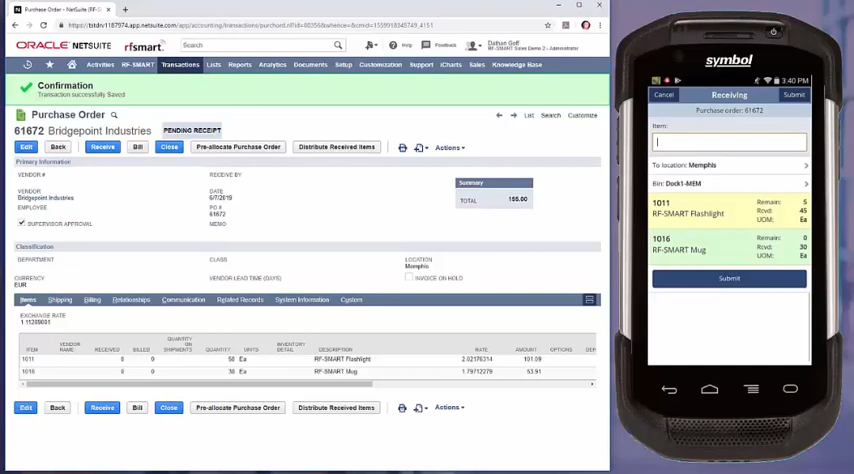 Purchase Order - NetSuite (RF-S
ORACLE NETSUITE rfsmart Search Help Feedback Dathan Goff
RF-SMART Sales Demo 2 - Administrator
Activities RF-SMART Transactions Lists Reports Analytics Documents Setup Customization Support iCharts Sales Knowledge Base
Confirmation
Transaction successfully Saved
Purchase Order List Search Customize
61672 Bridgepoint Industries PENDING RECEIPT
Edit Back Receive Bill Close Pre-allocate Purchase Order Distribute Received Items Actions
Primary Information
VENDOR # RECEIVE BY
VENDOR
Bridgepoint Industries
DATE
6/7/2019
EMPLOYEE
PO #
61672
SUPERVISOR APPROVAL MEMO
Summary
TOTAL 155.00
Classification
DEPARTMENT CLASS LOCATION
Memphis
CURRENCY
EUR
VENDOR LEAD TIME (DAYS) INVOICE ON HOLD
Items Shipping Billing Relationships Communication Related Records System Information Custom
EXCHANGE RATE
1.11289001
ITEM VENDOR NAME RECEIVED BILLED QUANTITY ON SHIPMENTS QUANTITY UNITS INVENTORY DETAIL DESCRIPTION RATE AMOUNT OPTIONS
1011 0 0 50 Ea RF-SMART Flashlight 2.02176314 101.09
1016 0 0 30 Ea RF-SMART Mug 1.79712279 53.91
Edit Back Receive Bill Close Pre-allocate Purchase Order Distribute Received Items Actions
symbol
3:40 PM
Cancel Receiving Submit
Purchase order: 61672
Item:
To location: Memphis
Bin: Dock1-MEM
1011 Remain: 5
RF-SMART Flashlight Rcvd: 45
UOM: Ea
1016 Remain: 0
RF-SMART Mug Rcvd: 30
UOM: Ea
Submit